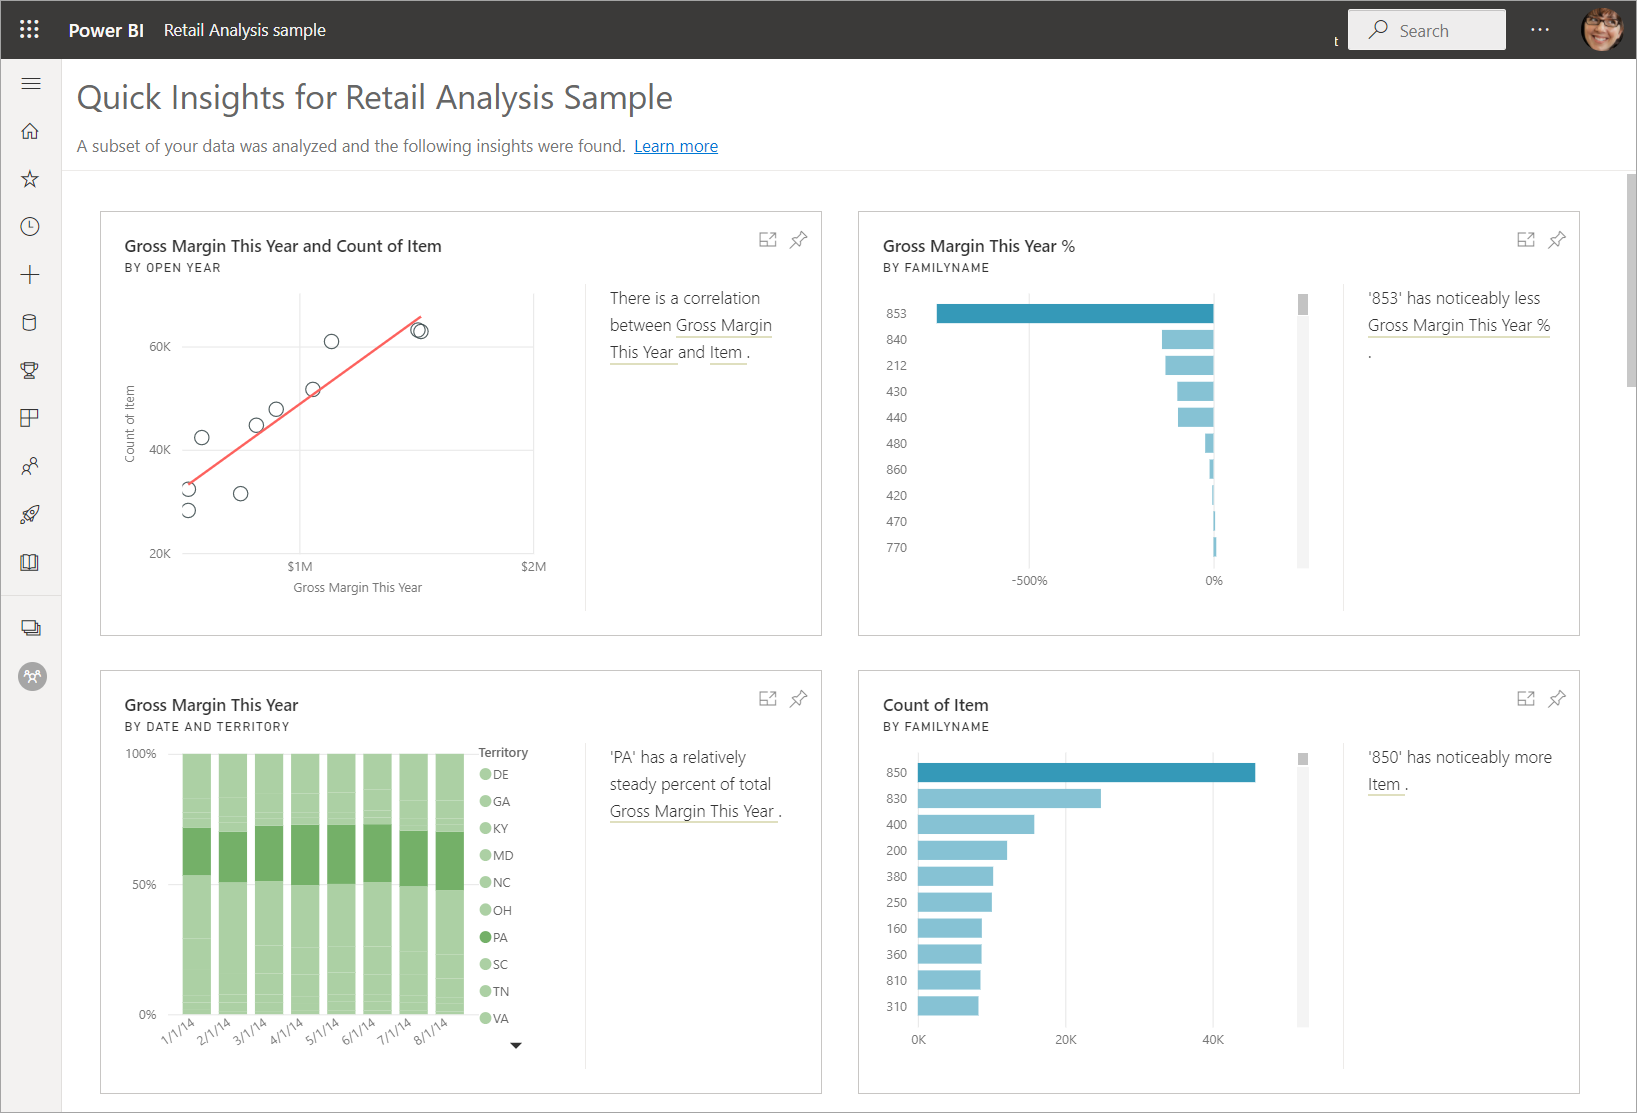 Power BI
Retail Analysis sample
t
Search
Quick Insights for Retail Analysis Sample
A subset of your data was analyzed and the following insights were found. Learn more
Gross Margin This Year and Count of Item
BY OPEN YEAR
Count of Item
60K
40K
20K
$1M
$2M
Gross Margin This Year
There is a correlation
between Gross Margin
This Year and Item .
Gross Margin This Year %
BY FAMILYNAME
853
840
212
430
440
480
860
420
470
770
-500%
0%
'853' has noticeably less
Gross Margin This Year %
.
Gross Margin This Year
BY DATE AND TERRITORY
100%
50%
0%
1/1/14
2/1/14
3/1/14
4/1/14
5/1/14
6/1/14
7/1/14
8/1/14
Territory
DE
GA
KY
MD
NC
OH
PA
SC
TN
VA
'PA' has a relatively
steady percent of total
Gross Margin This Year .
Count of Item
BY FAMILYNAME
850
830
400
200
380
250
160
360
810
310
0K
20K
40K
'850' has noticeably more
Item .